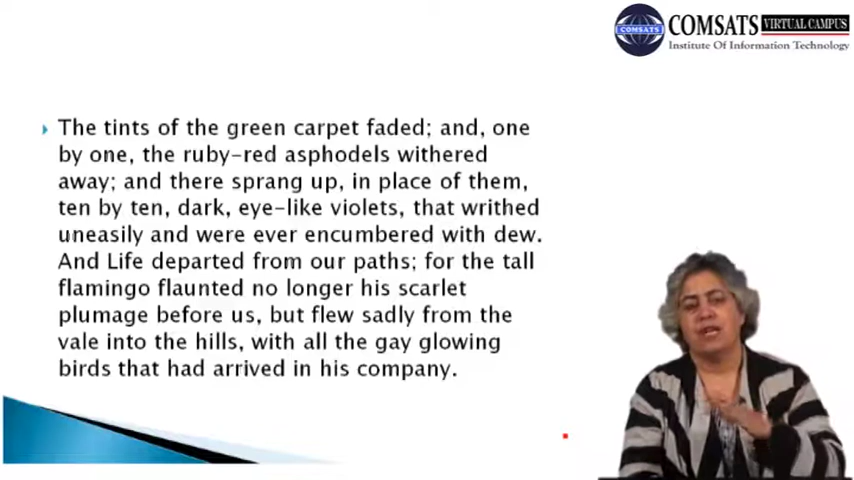 COMSATS VIRTUAL CAMPUS
Institute Of Information Technology
COMSATS
The tints of the green carpet faded; and, one
by one, the ruby-red asphodels withered
away; and there sprang up, in place of them,
ten by ten, dark, eye-like violets, that writhed
uneasily and were ever encumbered with dew.
And Life departed from our paths; for the tall
flamingo flaunted no longer his scarlet
plumage before us, but flew sadly from the
vale into the hills, with all the gay glowing
birds that had arrived in his company.